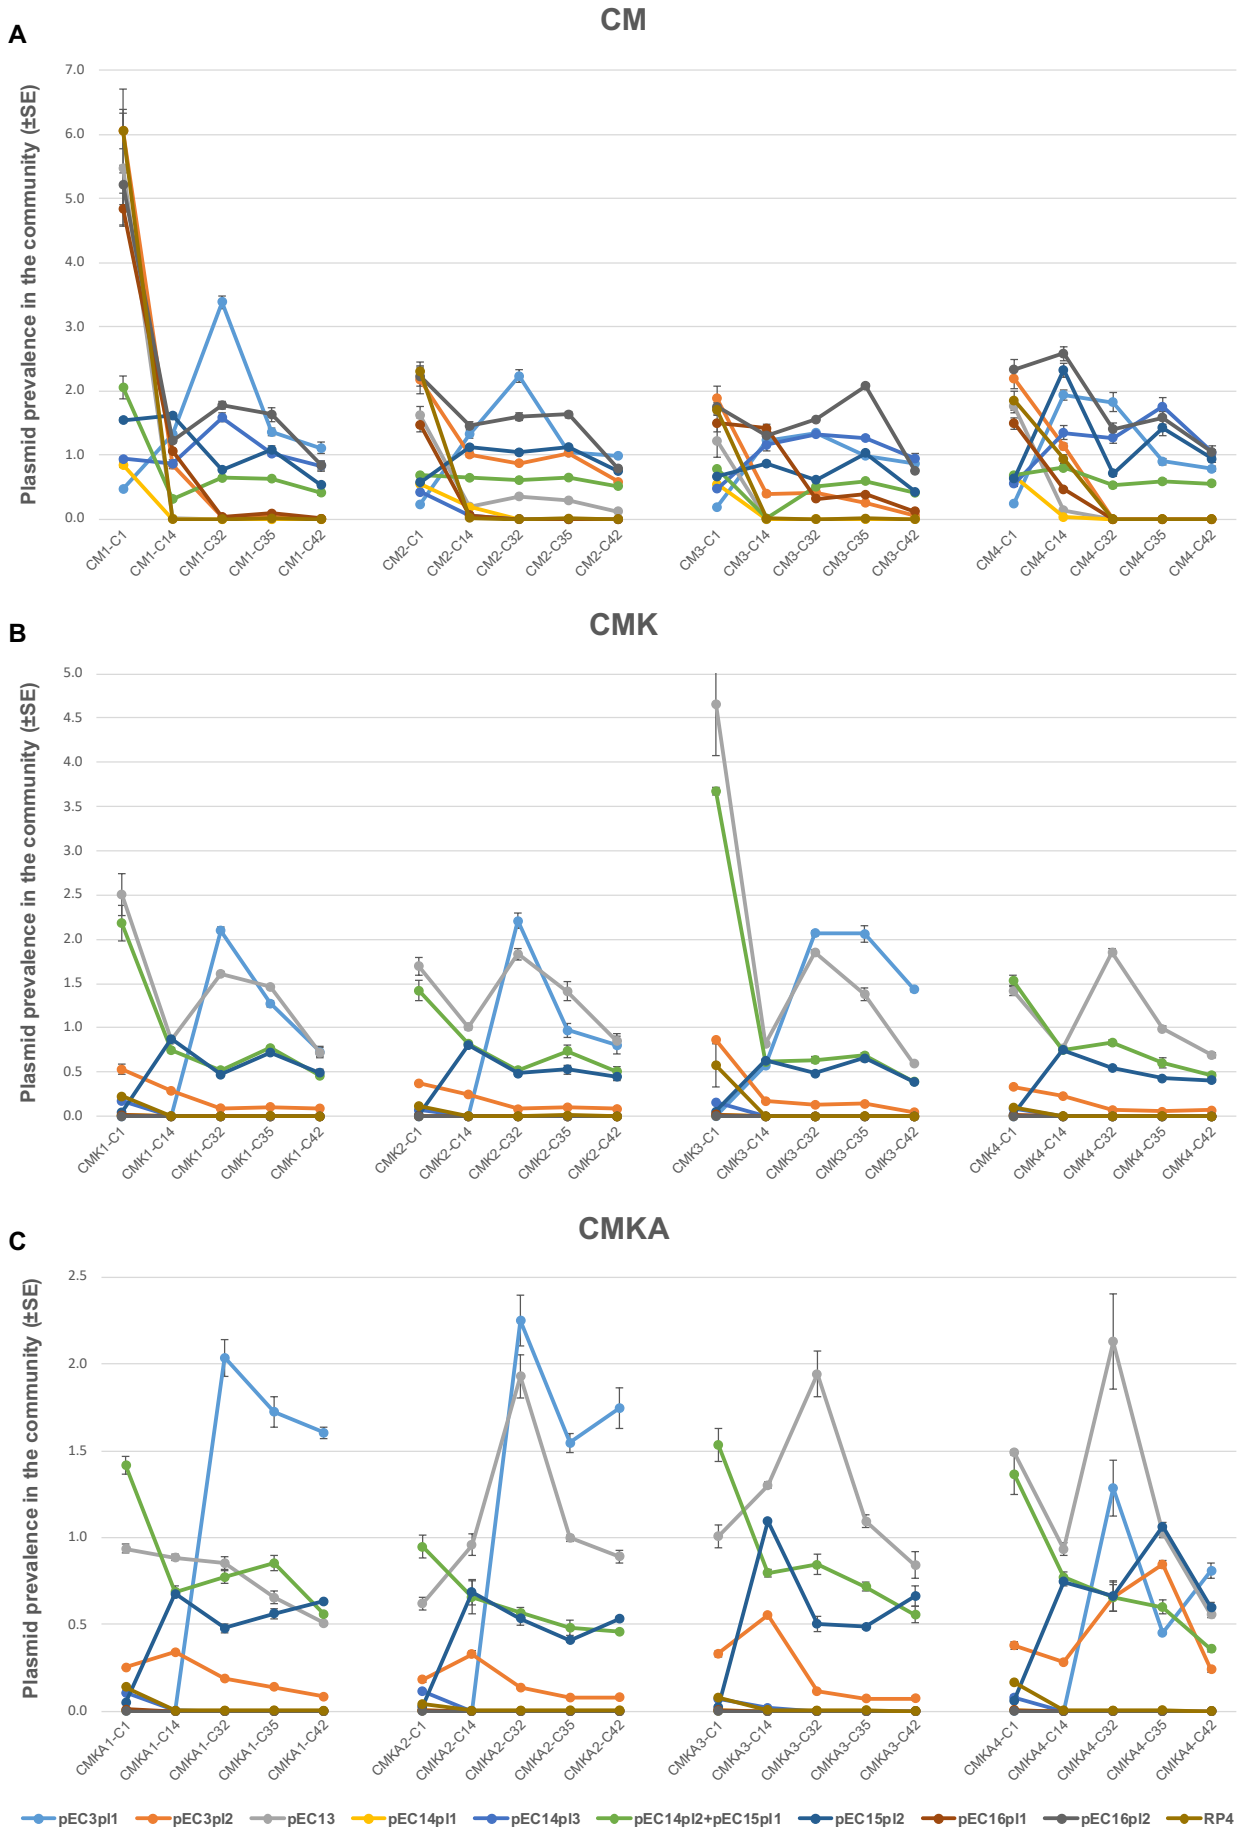 CM
A
Plasmid prevalence in the community (±SE)
7.0
6.0
5.0
4.0
3.0
2.0
1.0
0.0
CM1-C1 CM1-C14 CM1-C32 CM1-C35 CM1-C42 CM2-C1 CM2-C14 CM2-C32 CM2-C35 CM2-C42 CM3-C1 CM3-C14 CM3-C32 CM3-C35 CM3-C42 CM4-C1 CM4-C14 CM4-C32 CM4-C35 CM4-C42
CMK
B
Plasmid prevalence in the community (±SE)
5.0
4.5
4.0
3.5
3.0
2.5
2.0
1.5
1.0
0.5
0.0
CMK1-C1 CMK1-C14 CMK1-C32 CMK1-C35 CMK1-C42 CMK2-C1 CMK2-C14 CMK2-C32 CMK2-C35 CMK2-C42 CMK3-C1 CMK3-C14 CMK3-C32 CMK3-C35 CMK3-C42 CMK4-C1 CMK4-C14 CMK4-C32 CMK4-C35 CMK4-C42
CMKA
C
Plasmid prevalence in the community (±SE)
2.5
2.0
1.5
1.0
0.5
0.0
CMKA1-C1 CMKA1-C14 CMKA1-C32 CMKA1-C35 CMKA1-C42 CMKA2-C1 CMKA2-C14 CMKA2-C32 CMKA2-C35 CMKA2-C42 CMKA3-C1 CMKA3-C14 CMKA3-C32 CMKA3-C35 CMKA3-C42 CMKA4-C1 CMKA4-C14 CMKA4-C32 CMKA4-C35 CMKA4-C42
pEC3pl1 pEC3pl2 pEC13 pEC14pl1 pEC14pl3 pEC14pl2+pEC15pl1 pEC15pl2 pEC16pl1 pEC16pl2 RP4